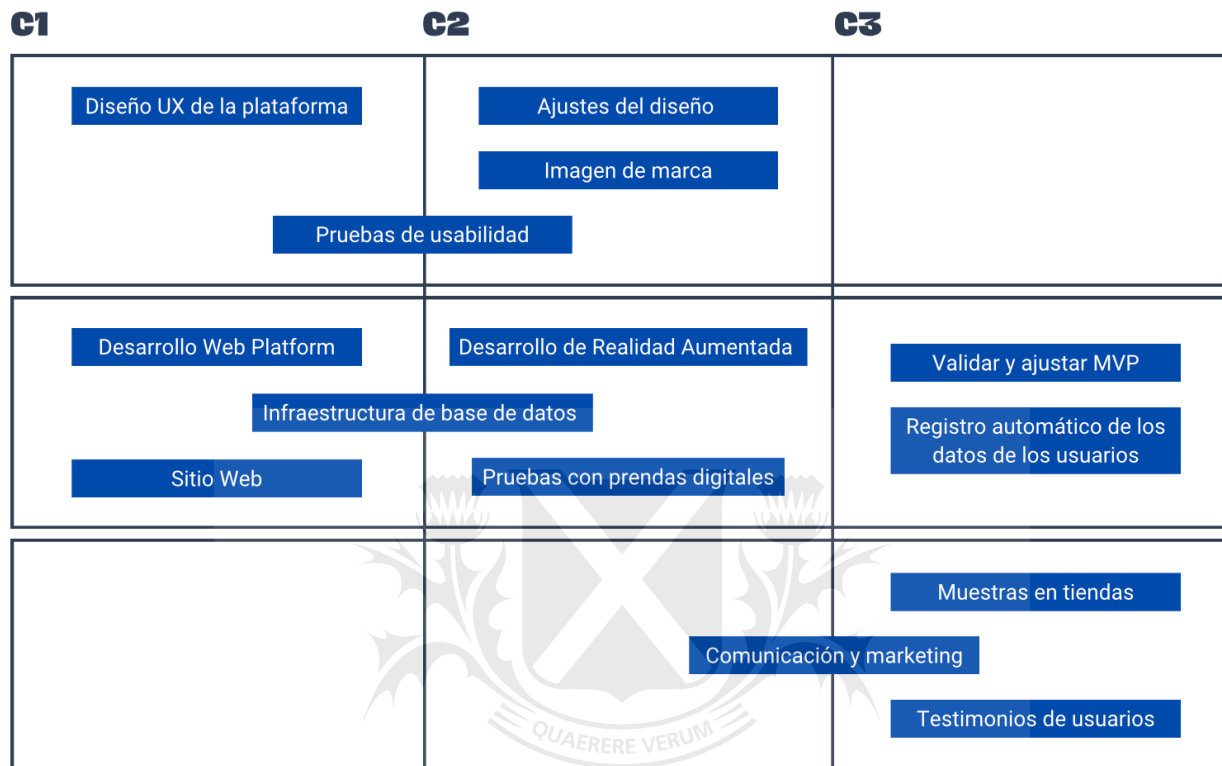 C1
C2
C3
Diseño UX de la plataforma
Ajustes del diseño
Imagen de marca
Pruebas de usabilidad
Desarrollo Web Platform
Desarrollo de Realidad Aumentada
Validar y ajustar MVP
Infraestructura de base de datos
Registro automático de los
datos de los usuarios
Sitio Web
Pruebas con prendas digitales
Muestras en tiendas
Comunicación y marketing
Testimonios de usuarios
QUAERERE VERUM